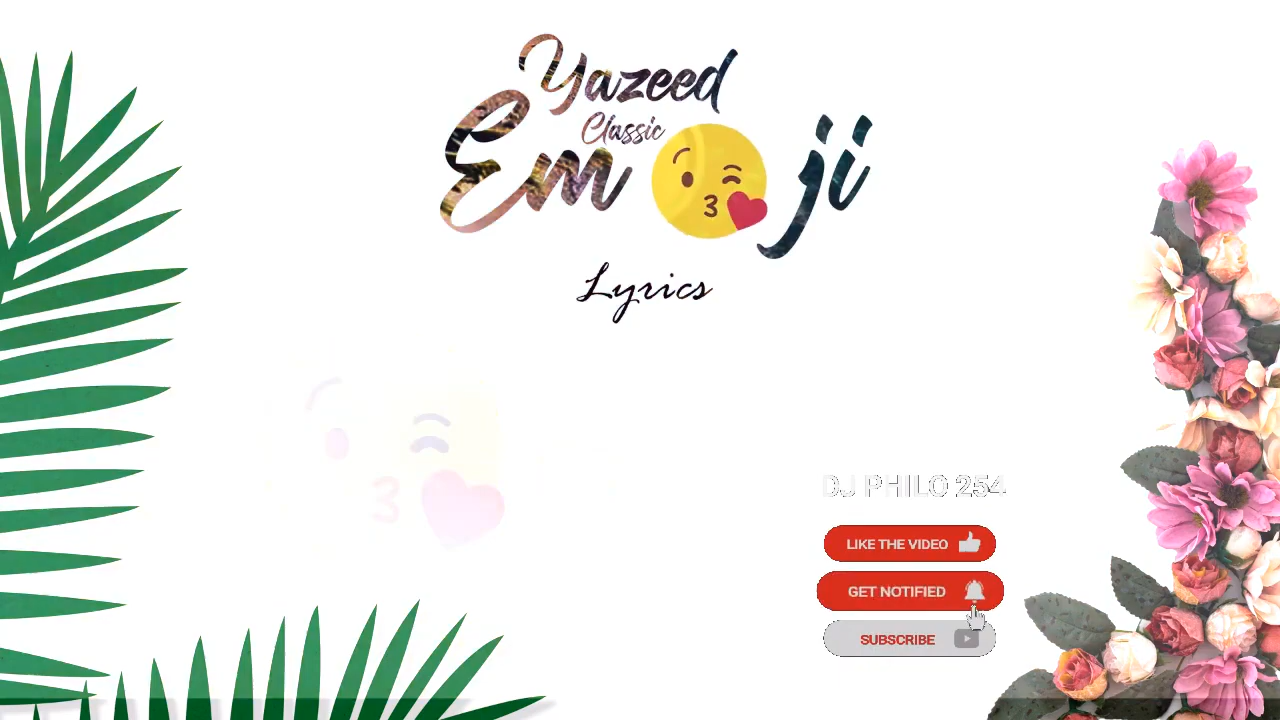 Yazeed
Classic
Em😘ji
Lyrics
DJ PHILO 254
LIKE THE VIDEO
GET NOTIFIED
SUBSCRIBE